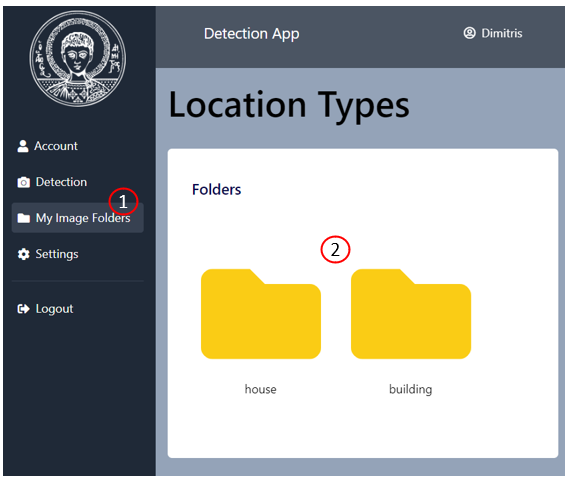 Detection App
Dimitris
Location Types
Account
Detection
1
My Image Folders
Settings
Logout
Folders
2
house
building